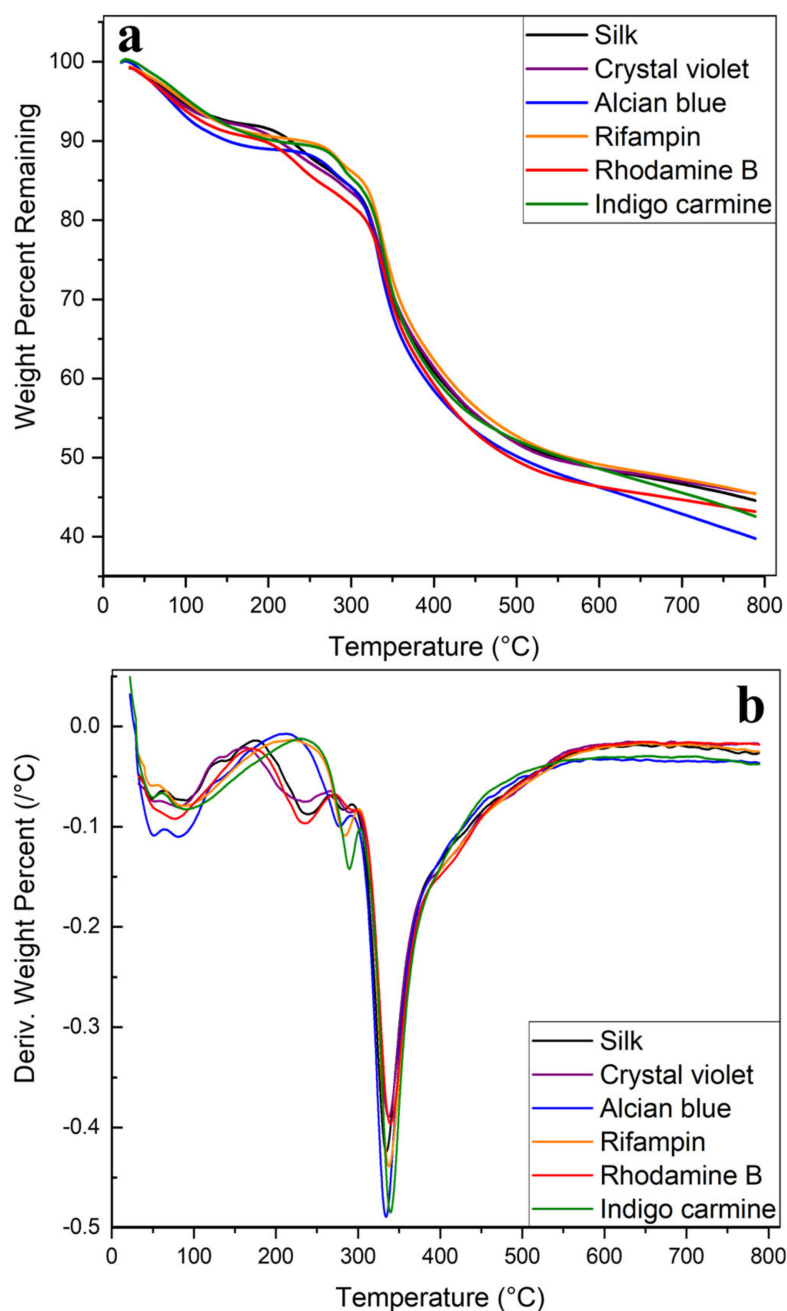 a
Silk
Crystal violet
Alcian blue
Rifampin
Rhodamine B
Indigo carmine
Weight Percent Remaining
100
90
80
70
60
50
40
0 100 200 300 400 500 600 700 800
Temperature (°C)
b
Deriv. Weight Percent (/°C)
0.0
-0.1
-0.2
-0.3
-0.4
-0.5
Silk
Crystal violet
Alcian blue
Rifampin
Rhodamine B
Indigo carmine
0 100 200 300 400 500 600 700 800
Temperature (°C)